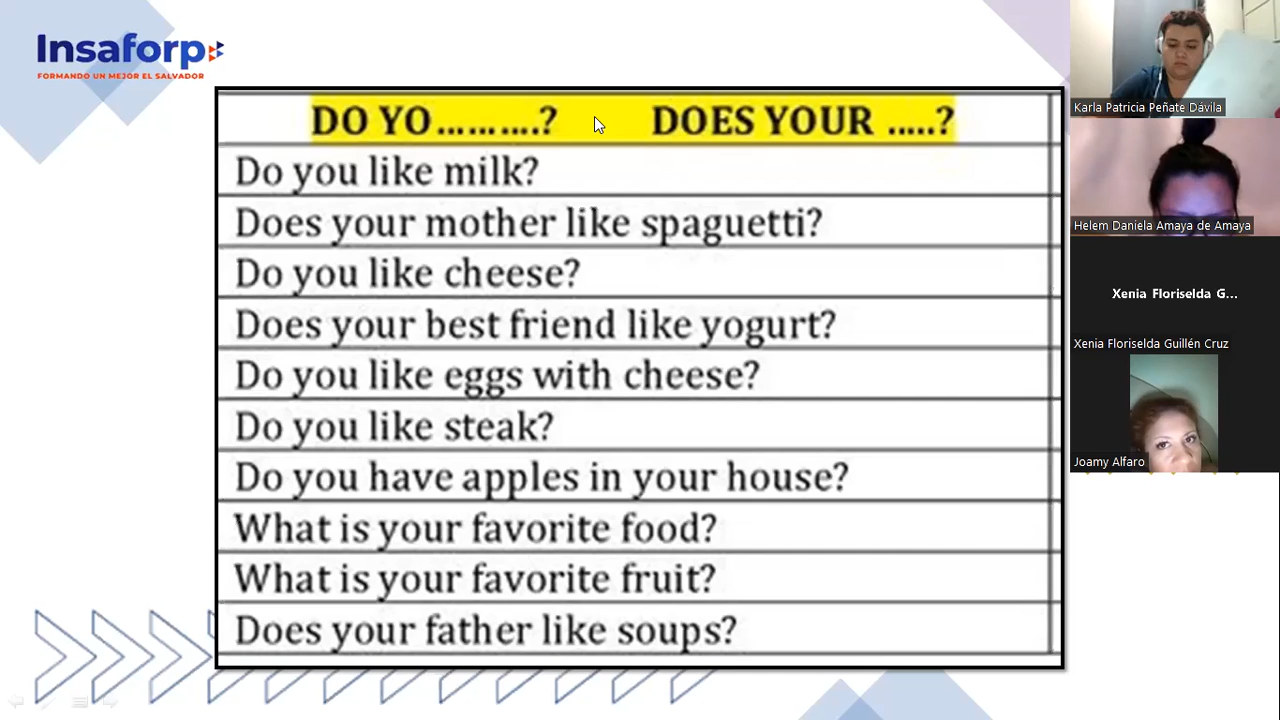 Insaforp
FORMANDO UN MEJOR EL SALVADOR
DO YO..........? DOES YOUR .....?
Do you like milk?
Does your mother like spaguetti?
Do you like cheese?
Does your best friend like yogurt?
Do you like eggs with cheese?
Do you like steak?
Do you have apples in your house?
What is your favorite food?
What is your favorite fruit?
Does your father like soups?
Karla Patricia Peñate Dávila
Helem Daniela Amaya de Amaya
Xenia Floriselda G...
Xenia Floriselda Guillén Cruz
Joamy Alfaro